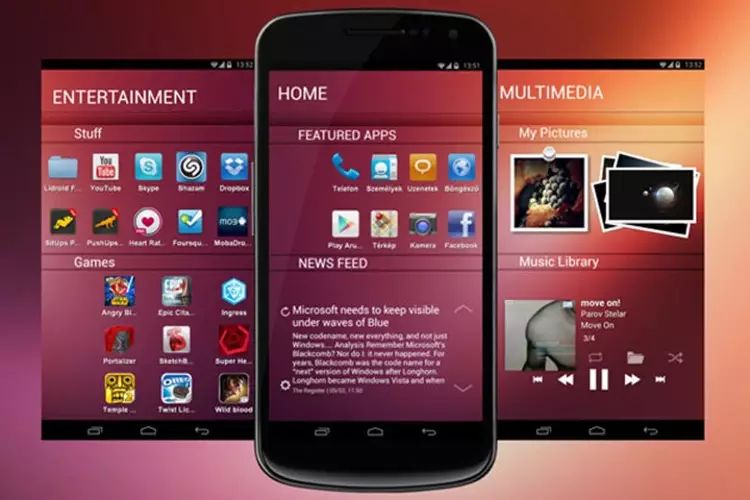 13:52
ENTERTAINMENT
Stuff
Lidroid F...
YouTube
Skype
Shazam
Dropbox
SitUps P...
PushUps...
Heart Rat...
Foursqu...
MobaDro...
Games
Angry Bi...
Epic Cita...
Ingress
Portalizer
SketchB...
Super He...
Temple ...
Twist Lic...
Wild blood
13:51
HOME
FEATURED APPS
Telefon
Személyek
Üzenetek
Böngésző
Play Áru...
Térkép
Kamera
Facebook
NEWS FEED
Microsoft needs to keep visible
under waves of Blue
New codename, new everything, and not just
Windows.... Analysis Remember Microsoft's
Blackcomb? Nor do I: it never happened. For
years, Blackcomb was the code name for a
"next" version of Windows after Longhorn.
Longhorn became Windows Vista and when
The Register | 05/02, 11:50
13:52
MULTIMEDIA
My Pictures
Music Library
move on!
Parov Stelar
Move On
3/4